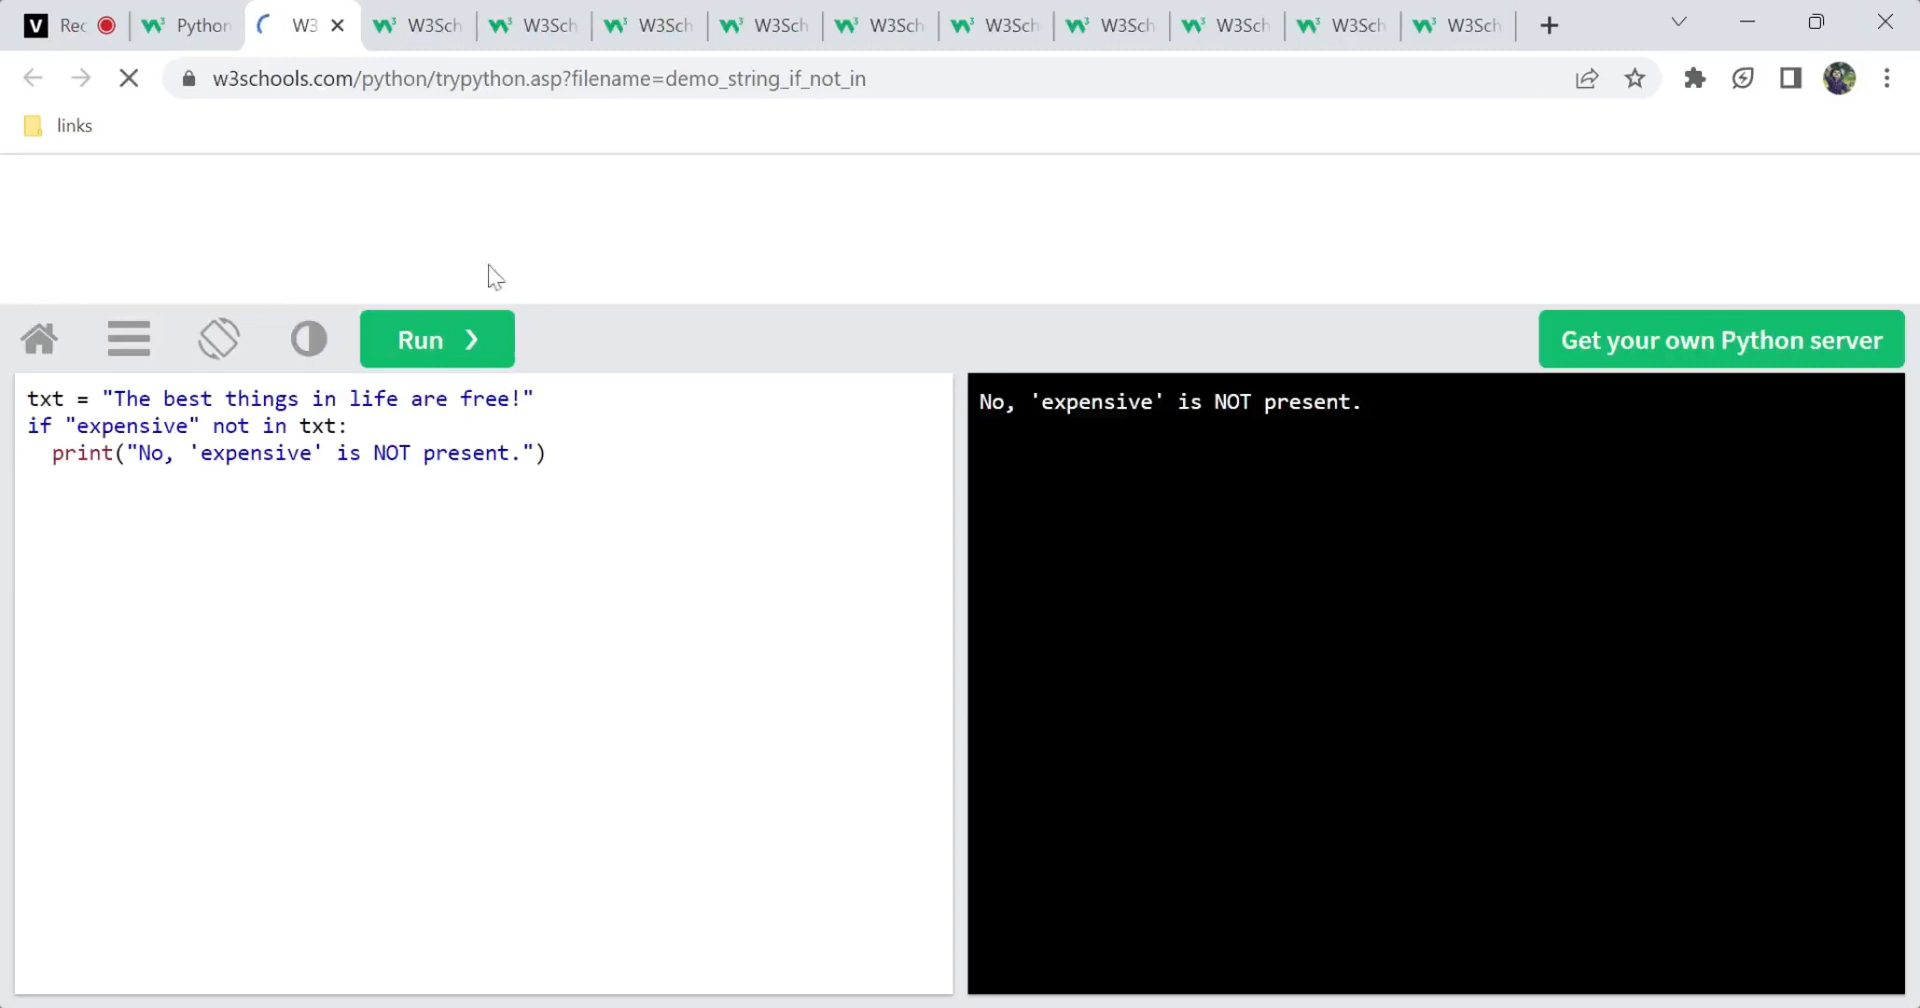 V Rec Python W3 W3Sch W3Sch W3Sch W3Sch W3Sch W3Sch W3Sch W3Sch W3Sch W3Sch
w3schools.com/python/trypython.asp?filename=demo_string_if_not_in
links
Run ❯
Get your own Python server
txt = "The best things in life are free!"
if "expensive" not in txt:
  print("No, 'expensive' is NOT present.")
No, 'expensive' is NOT present.